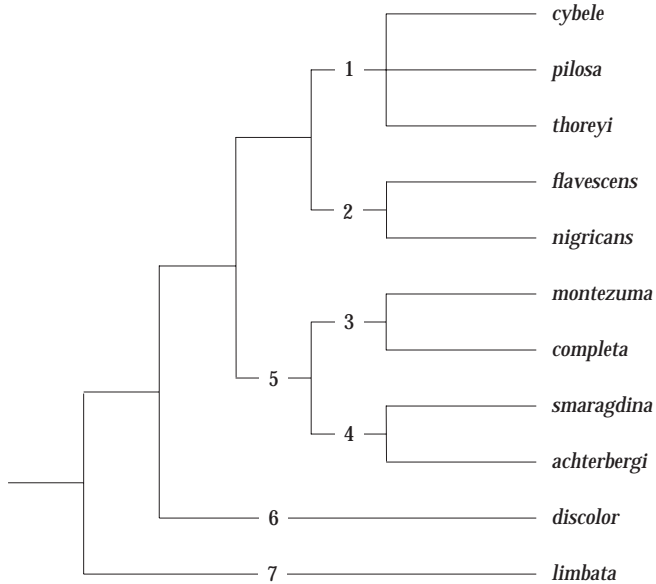 cybele
1
pilosa
thoreyi
flavescens
2
nigricans
montezuma
3
completa
5
smaragdina
4
achterbergi
6
discolor
7
limbata